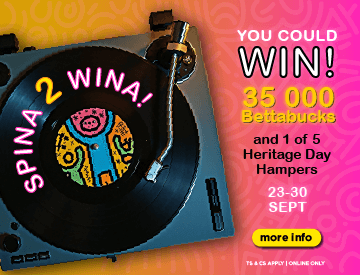 SPINA 2 WINA!
YOU COULD
WIN!
35 000
Bettabucks
and 1 of 5
Heritage Day
Hampers
23-30
SEPT
more info
TS & CS APPLY | ONLINE ONLY